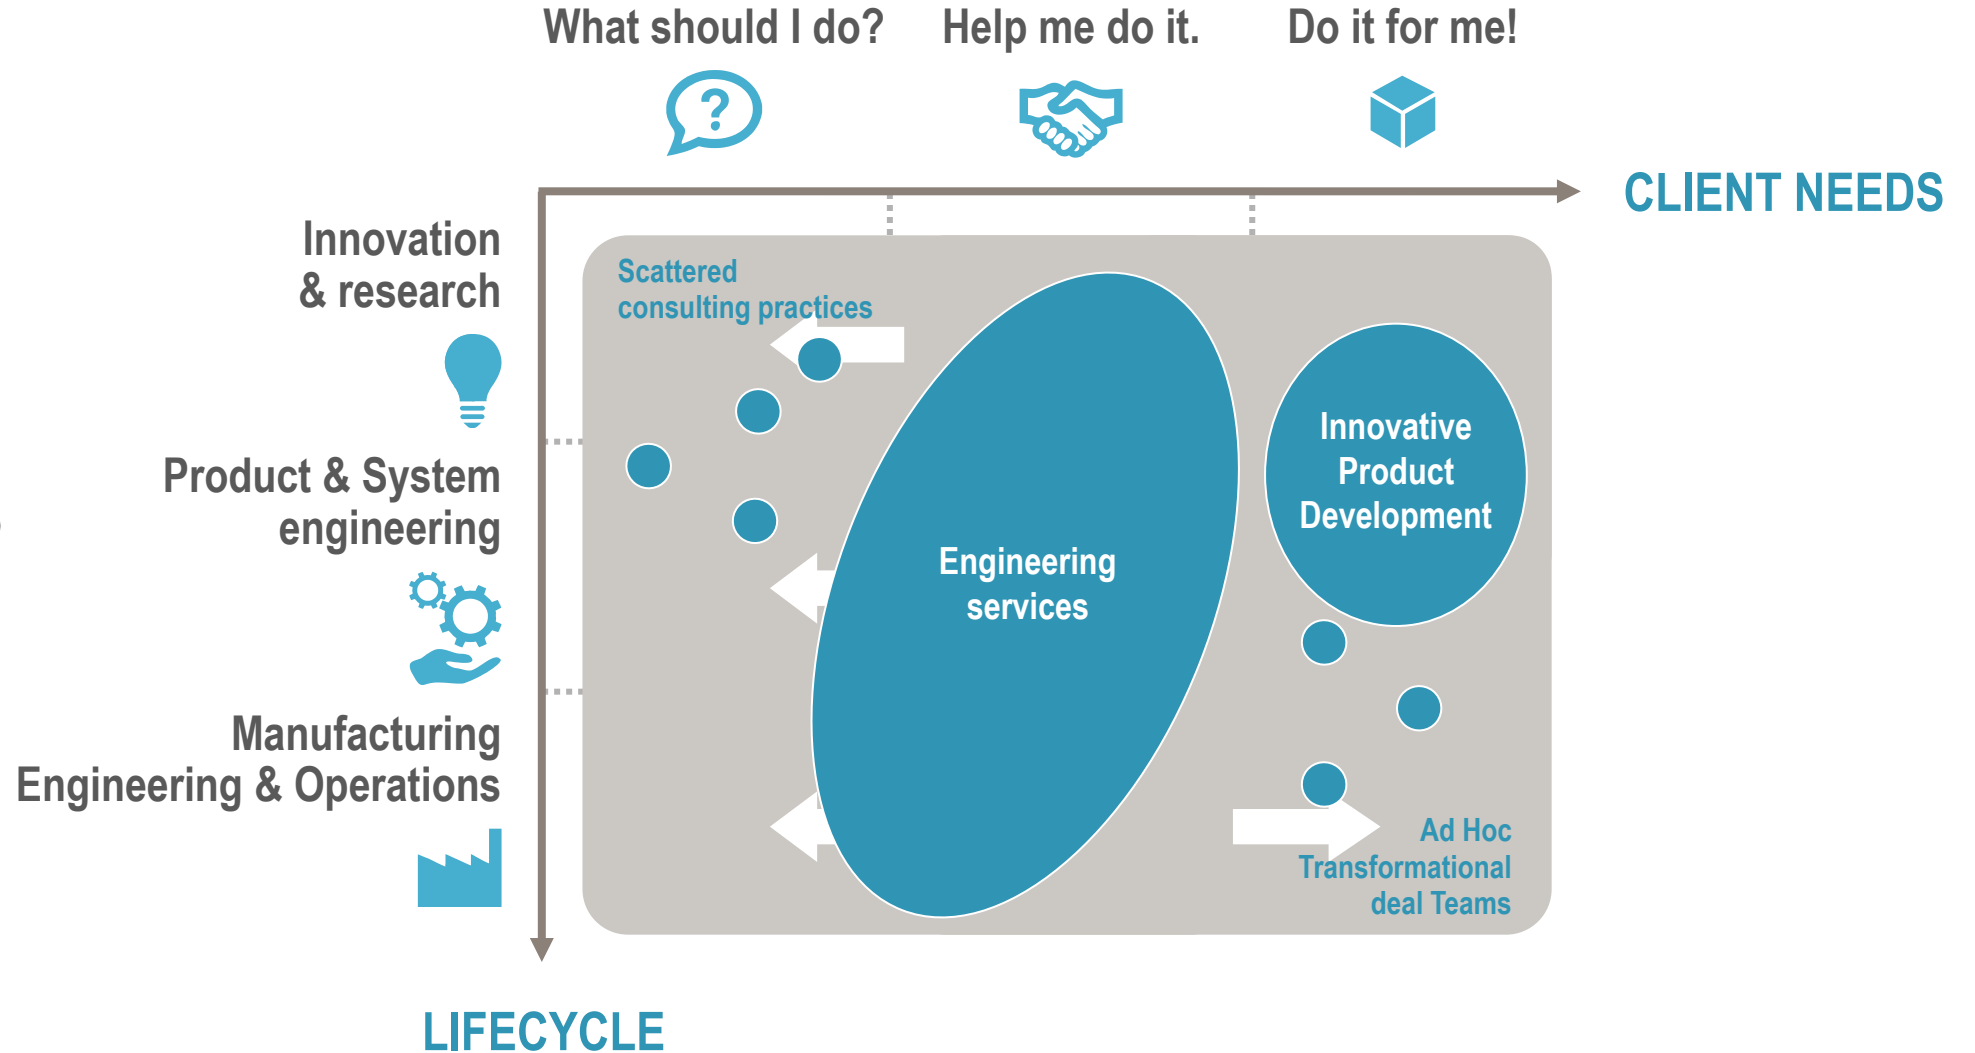 What should I do?
Help me do it.
Do it for me!
?
CLIENT NEEDS
Innovation
& research
Product & System
engineering
Manufacturing
Engineering & Operations
Scattered
consulting practices
Engineering
services
Innovative
Product
Development
Ad Hoc
Transformational
deal Teams
LIFECYCLE